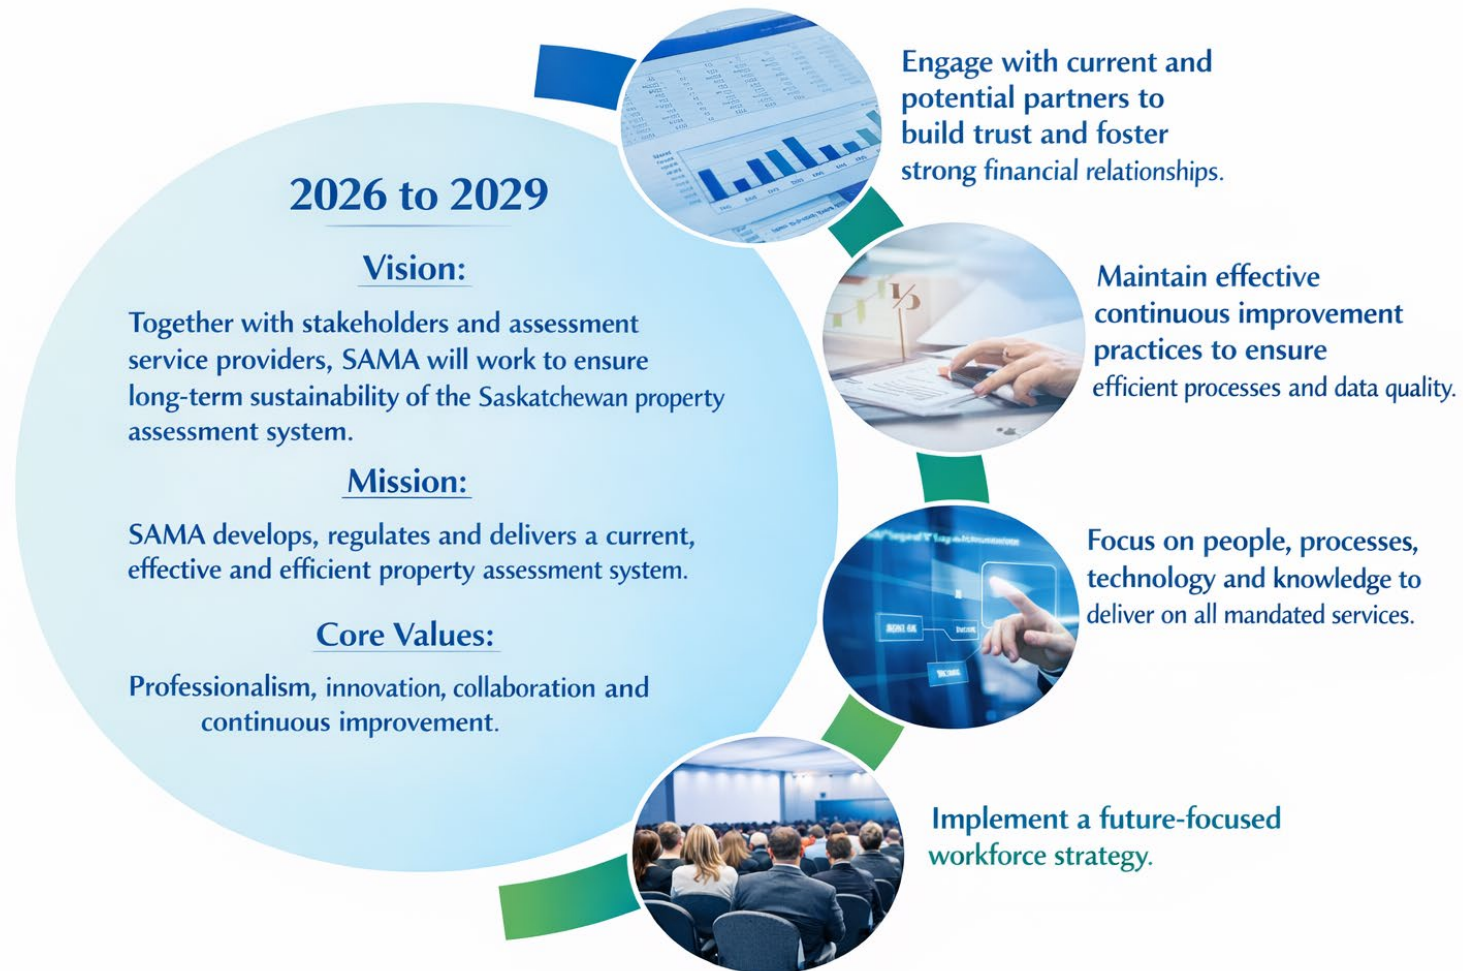 2026 to 2029
Vision:
Together with stakeholders and assessment
service providers, SAMA will work to ensure
long-term sustainability of the Saskatchewan property
assessment system.
Mission:
SAMA develops, regulates and delivers a current,
effective and efficient property assessment system.
Core Values:
Professionalism, innovation, collaboration and
continuous improvement.
Engage with current and
potential partners to
build trust and foster
strong financial relationships.
Maintain effective
continuous improvement
practices to ensure
efficient processes and data quality.
Focus on people, processes,
technology and knowledge to
deliver on all mandated services.
Implement a future-focused
workforce strategy.